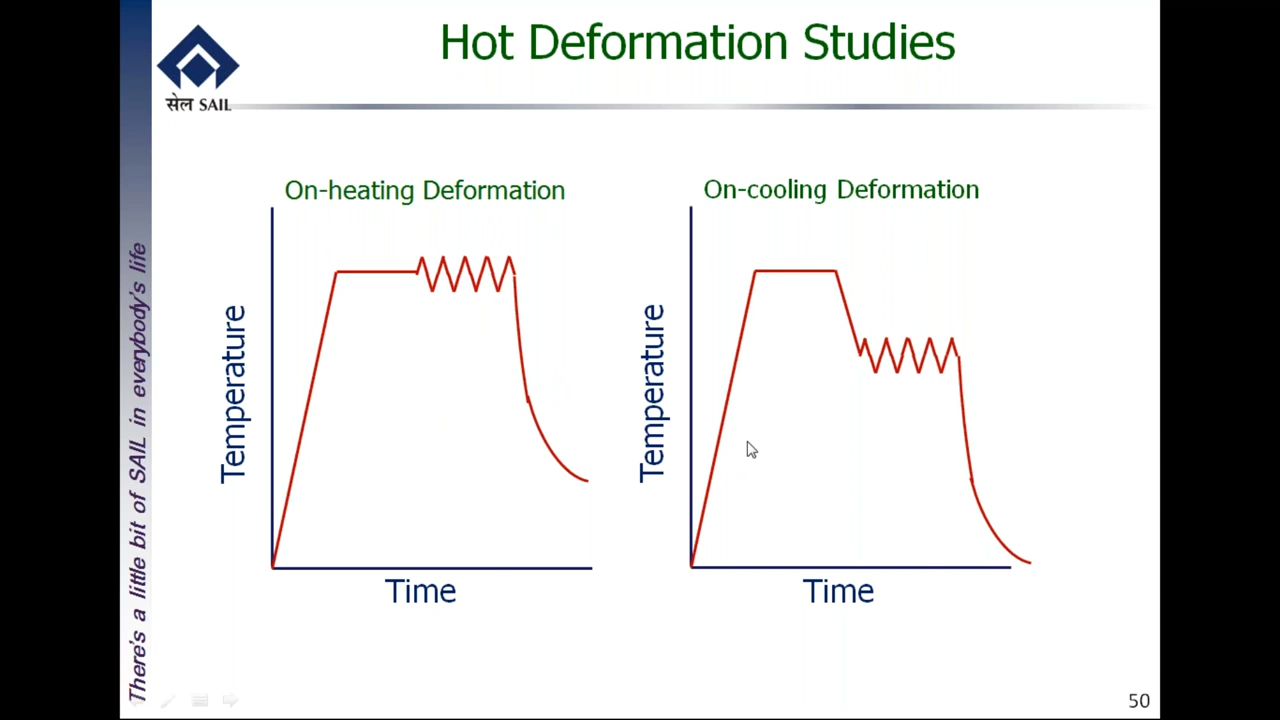 Hot Deformation Studies
सेल SAIL
There's a little bit of SAIL in everybody's life
On-heating Deformation
On-cooling Deformation
Temperature
Temperature
Time
Time
50